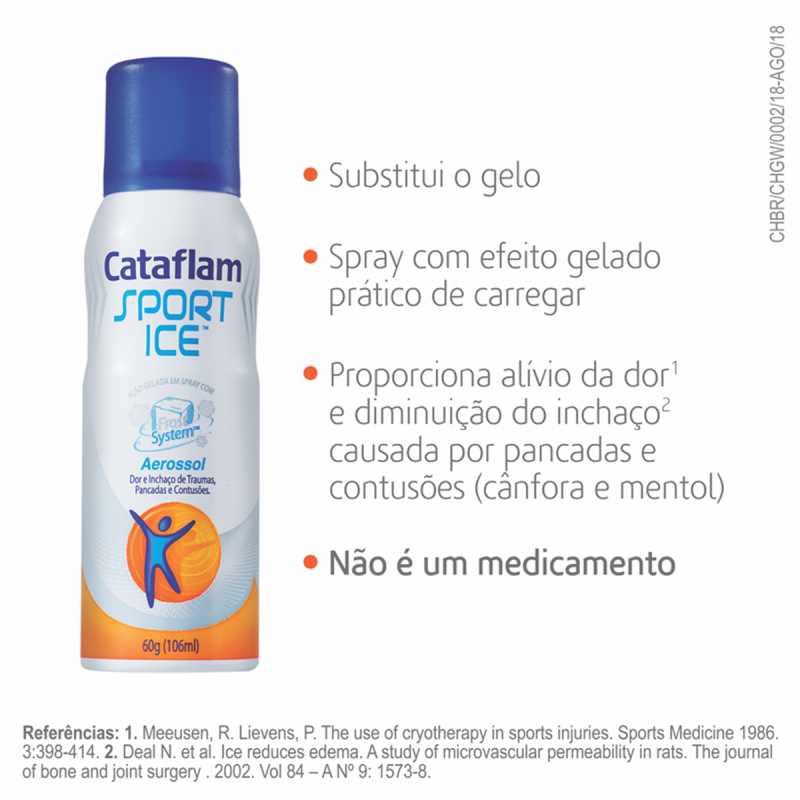 CHBR/CHGW/0002/18-AGO/18
Cataflam
SPORT
ICE™
AÇÃO GELADA EM SPRAY COM
Frost
System™
Aerossol
Dor e Inchaço de Traumas,
Pancadas e Contusões.
60g (106ml)
• Substitui o gelo
• Spray com efeito gelado
prático de carregar
• Proporciona alívio da dor¹
e diminuição do inchaço²
causada por pancadas e
contusões (cânfora e mentol)
• Não é um medicamento
Referências: 1. Meeusen, R. Lievens, P. The use of cryotherapy in sports injuries. Sports Medicine 1986.
3:398-414. 2. Deal N. et al. Ice reduces edema. A study of microvascular permeability in rats. The journal
of bone and joint surgery . 2002. Vol 84 – A Nº 9: 1573-8.